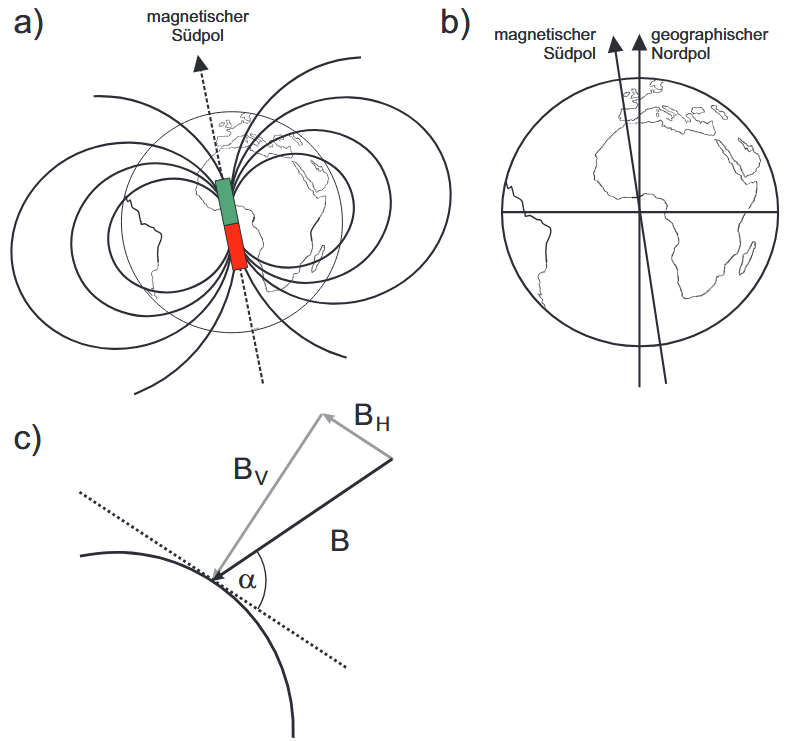 a)
magnetischer
Südpol
b)
magnetischer
Südpol
geographischer
Nordpol
c)
B_H
B_V
B
α